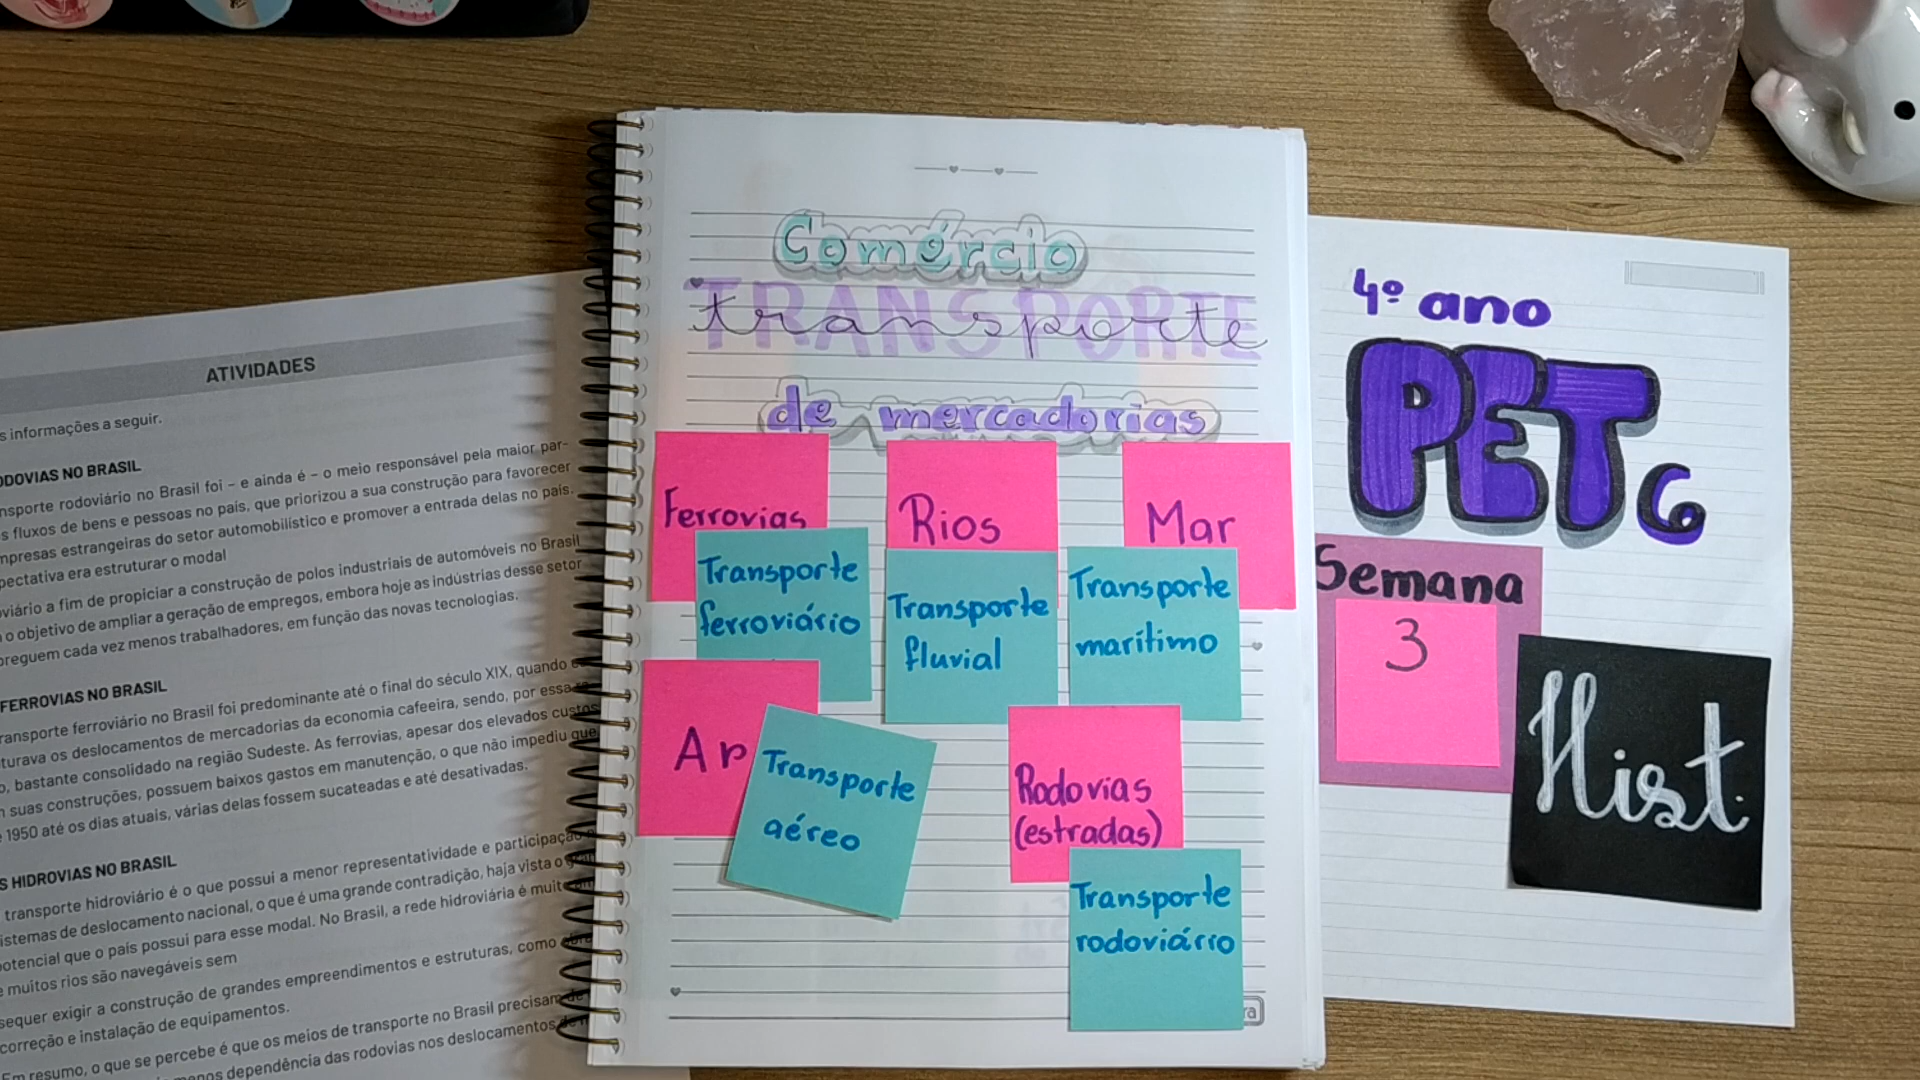 ATIVIDADES
s informações a seguir.
RODOVIAS NO BRASIL
nsporte rodoviário no Brasil foi – e ainda é – o meio responsável pela maior par-
s fluxos de bens e pessoas no país, que priorizou a sua construção para favorecer
mpresas estrangeiras do setor automobilístico e promover a entrada delas no país.
pectativa era estruturar o modal
viário a fim de propiciar a construção de polos industriais de automóveis no Brasil
o objetivo de ampliar a geração de empregos, embora hoje as indústrias desse setor
preguem cada vez menos trabalhadores, em função das novas tecnologias.
FERROVIAS NO BRASIL
ransporte ferroviário no Brasil foi predominante até o final do século XIX, quando
turava os deslocamentos de mercadorias da economia cafeeira, sendo, por essa
o, bastante consolidado na região Sudeste. As ferrovias, apesar dos elevados custos
suas construções, possuem baixos gastos em manutenção, o que não impediu que
1950 até os dias atuais, várias delas fossem sucateadas e até desativadas.
S HIDROVIAS NO BRASIL
transporte hidroviário é o que possui a menor representatividade e participação
istemas de deslocamento nacional, o que é uma grande contradição, haja vista o
potencial que o país possui para esse modal. No Brasil, a rede hidroviária é
muitos rios são navegáveis sem
sequer exigir a construção de grandes empreendimentos e estruturas, como
correção e instalação de equipamentos.
Em resumo, o que se percebe é que os meios de transporte no Brasil precisam
menos dependência das rodovias nos deslocamentos
Comércio
TRANSPORTE
transporte
de mercadorias
Ferrovias
Transporte
ferroviário
Rios
Transporte
fluvial
Mar
Transporte
marítimo
Ar
Transporte
aéreo
Rodovias
(estradas)
Transporte
rodoviário
4º ano
PET 6
Semana
3
Hist.